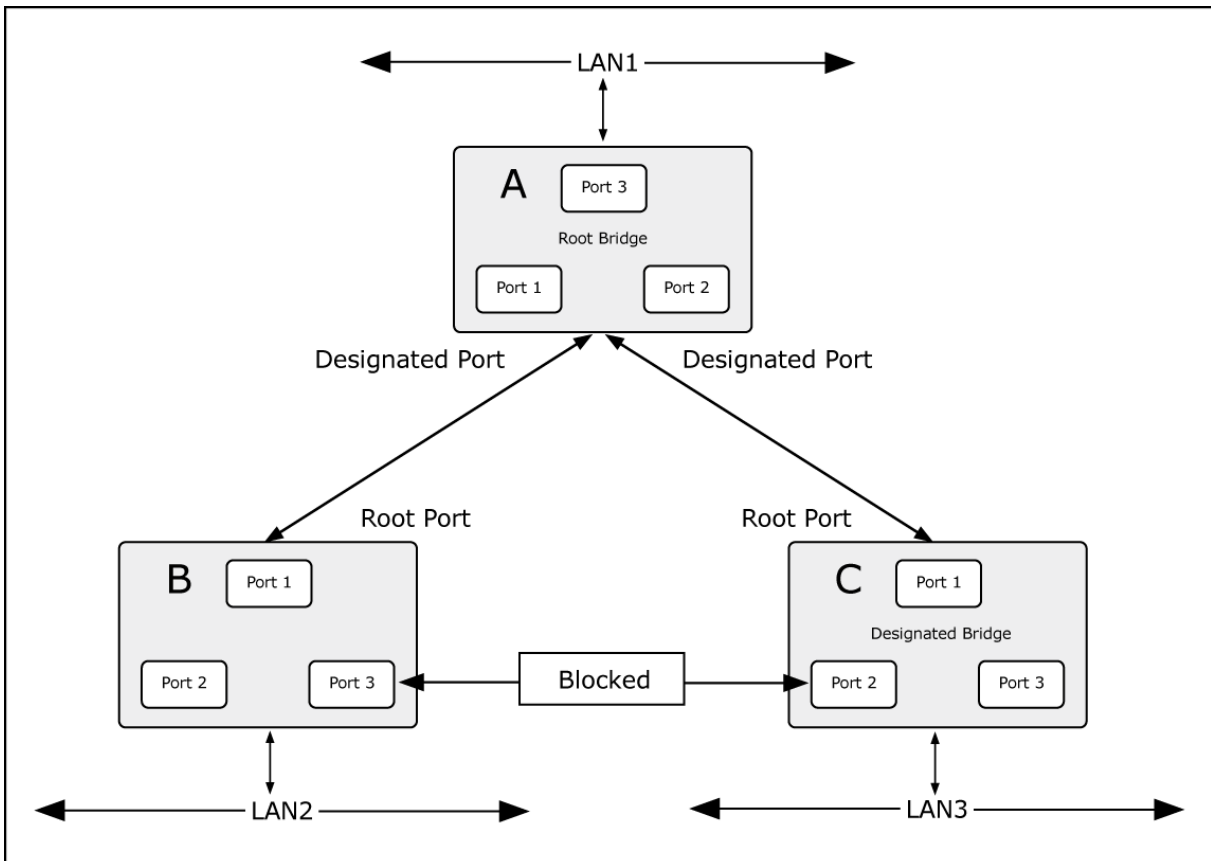 LAN1
A
Port 3
Root Bridge
Port 1
Port 2
Designated Port
Designated Port
Root Port
Root Port
B
Port 1
Port 2
Port 3
Blocked
C
Port 1
Designated Bridge
Port 2
Port 3
LAN2
LAN3